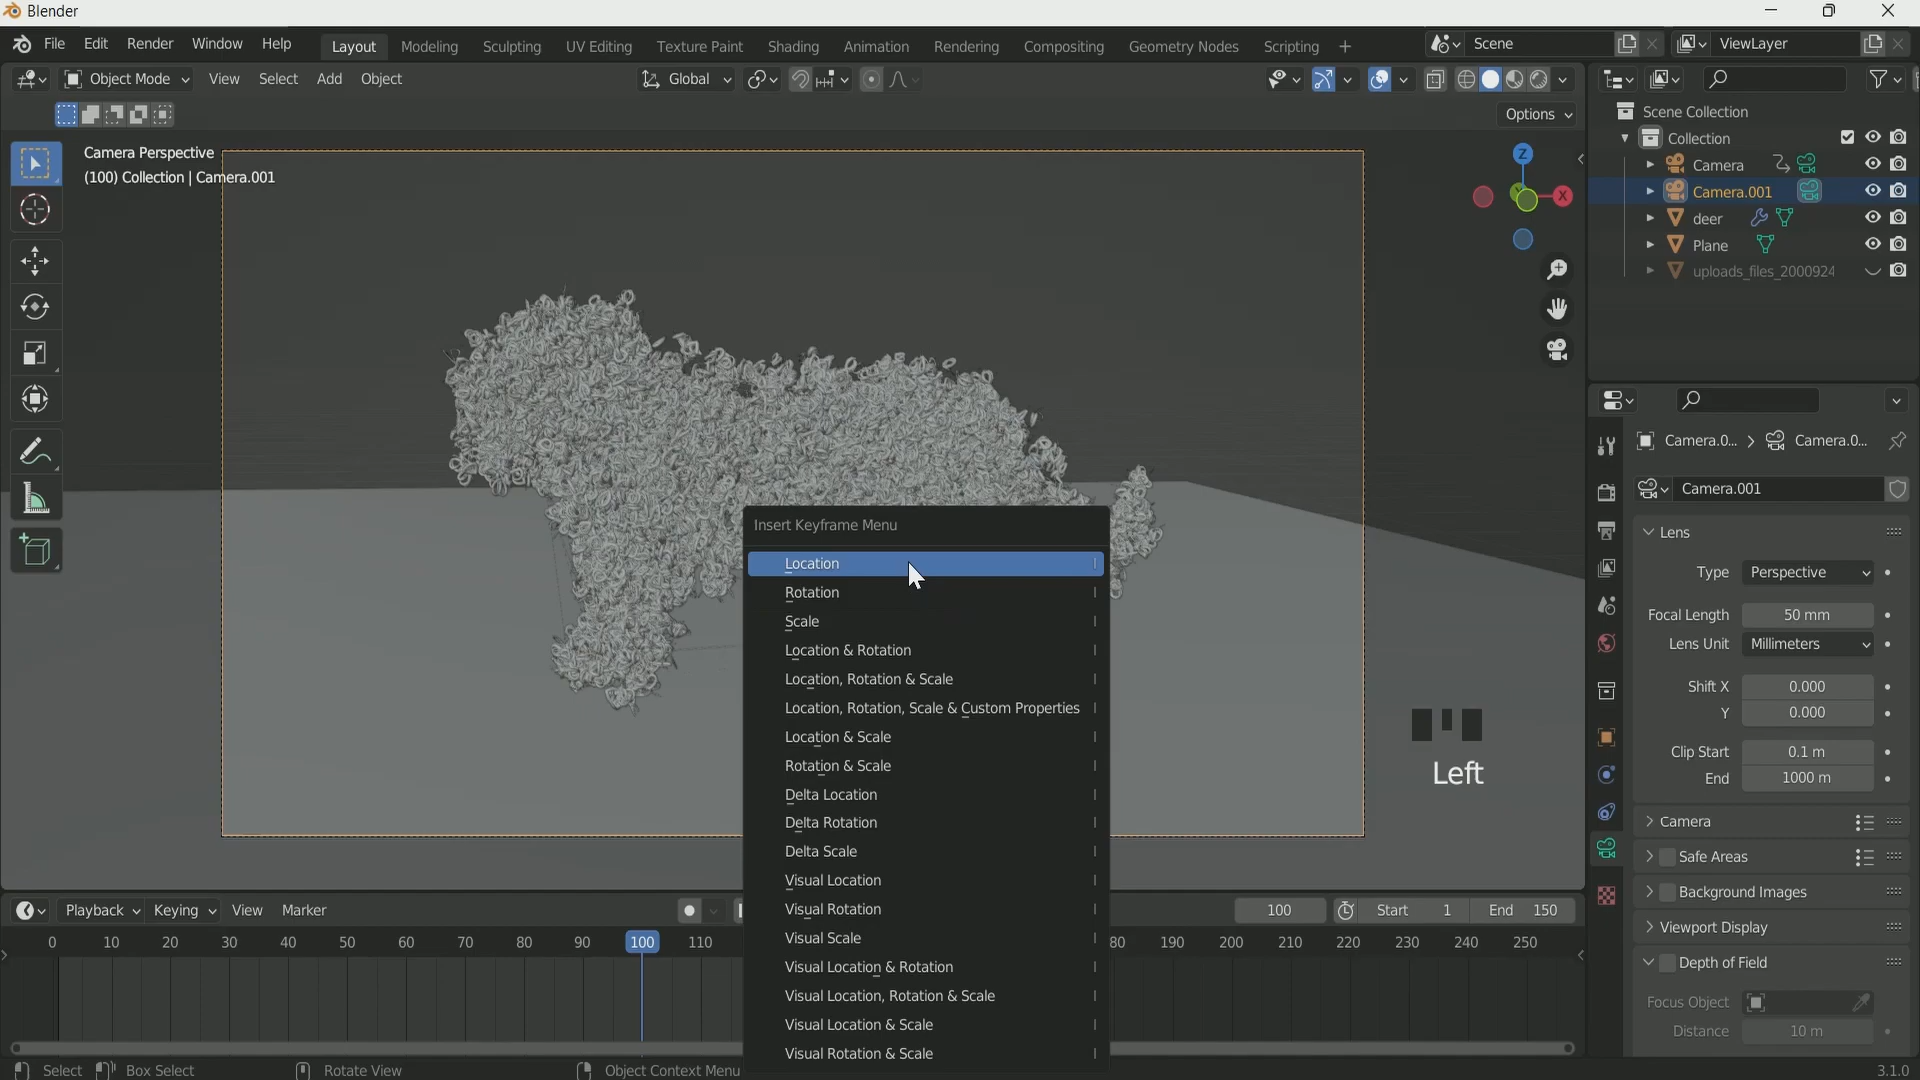 Blender
File Edit Render Window Help
Layout Modeling Sculpting UV Editing Texture Paint Shading Animation Rendering Compositing Geometry Nodes Scripting +
Scene
ViewLayer
Object Mode View Select Add Object
Global
Options
Camera Perspective
(100) Collection | Camera.001
Z
X
Scene Collection
Collection
Camera
Camera.001
deer
Plane
uploads_files_2000924
Camera.0... > Camera.0...
Camera.001
Lens
Type Perspective
Focal Length 50 mm
Lens Unit Millimeters
Shift X 0.000
Y 0.000
Clip Start 0.1 m
End 1000 m
Camera
Safe Areas
Background Images
Viewport Display
Depth of Field
Focus Object
Distance 10 m
Insert Keyframe Menu
Location I
Rotation I
Scale I
Location & Rotation I
Location, Rotation & Scale I
Location, Rotation, Scale & Custom Properties I
Location & Scale I
Rotation & Scale I
Delta Location I
Delta Rotation I
Delta Scale I
Visual Location I
Visual Rotation I
Visual Scale I
Visual Location & Rotation I
Visual Location, Rotation & Scale I
Visual Location & Scale I
Visual Rotation & Scale I
Left
Playback Keying View Marker
100 Start 1 End 150
0 10 20 30 40 50 60 70 80 90 100 110 80 190 200 210 220 230 240 250
Select Box Select Rotate View Object Context Menu 3.1.0